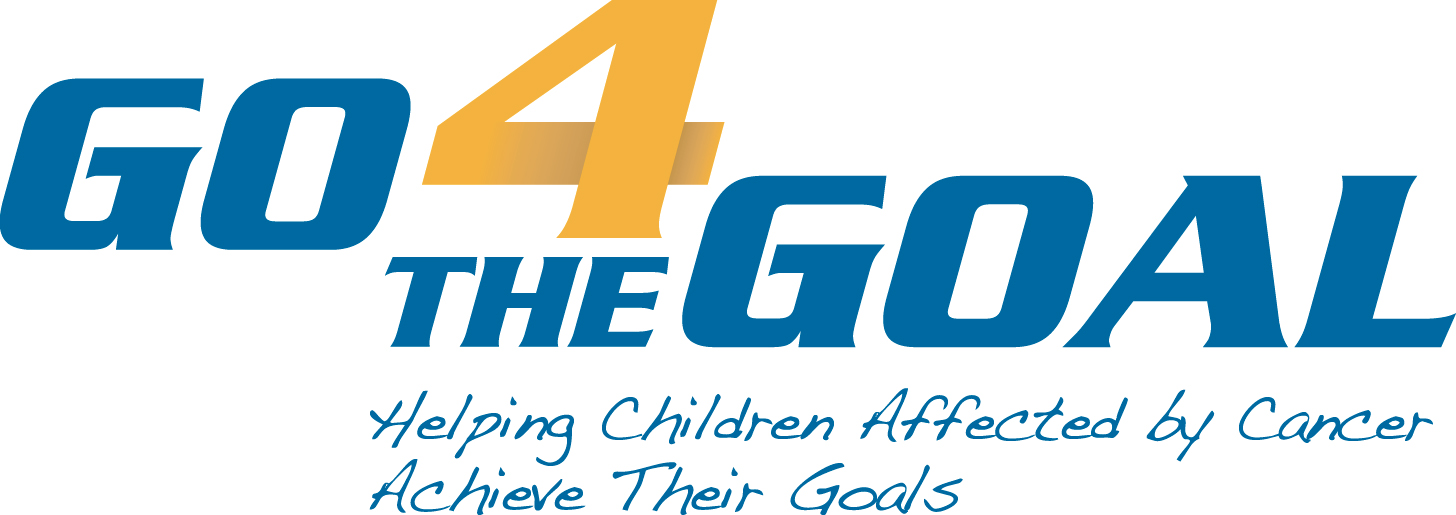 GO 4
THE GOAL
Helping Children Affected by Cancer
Achieve Their Goals